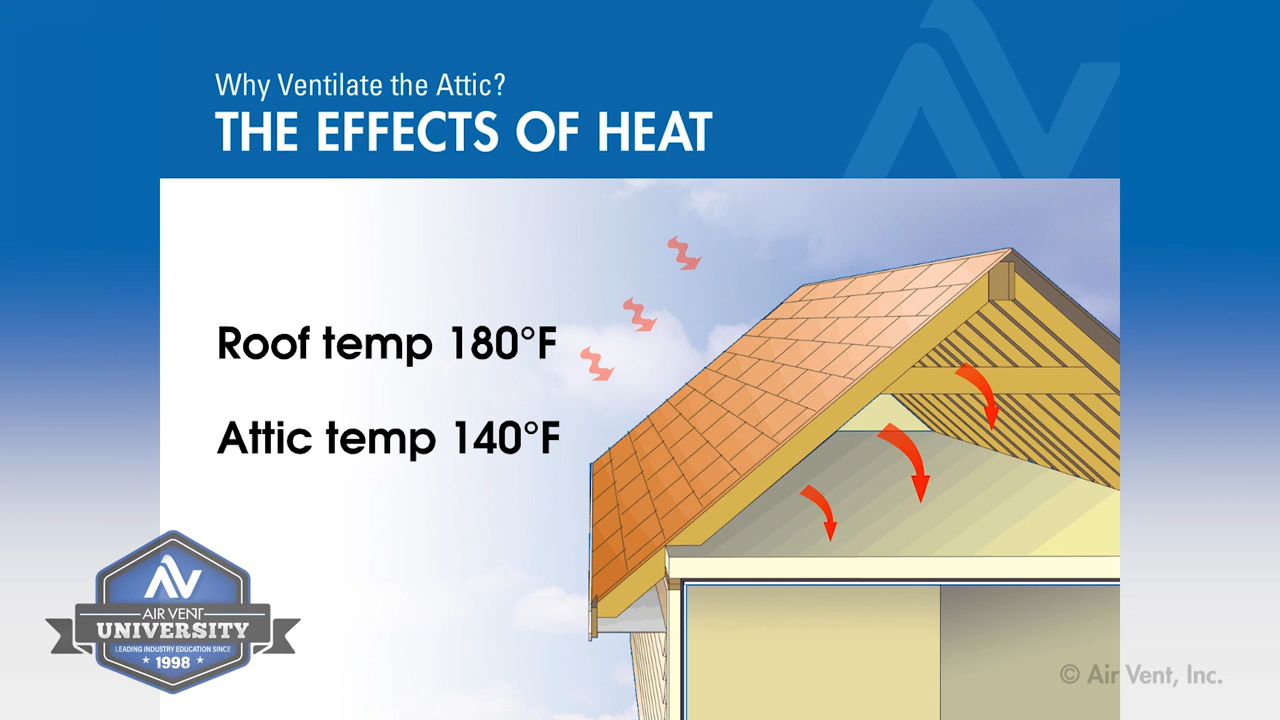 Why Ventilate the Attic?
THE EFFECTS OF HEAT
Roof temp 180°F
Attic temp 140°F
AIR VENT
UNIVERSITY
LEADING INDUSTRY EDUCATION SINCE
1998
© Air Vent, Inc.